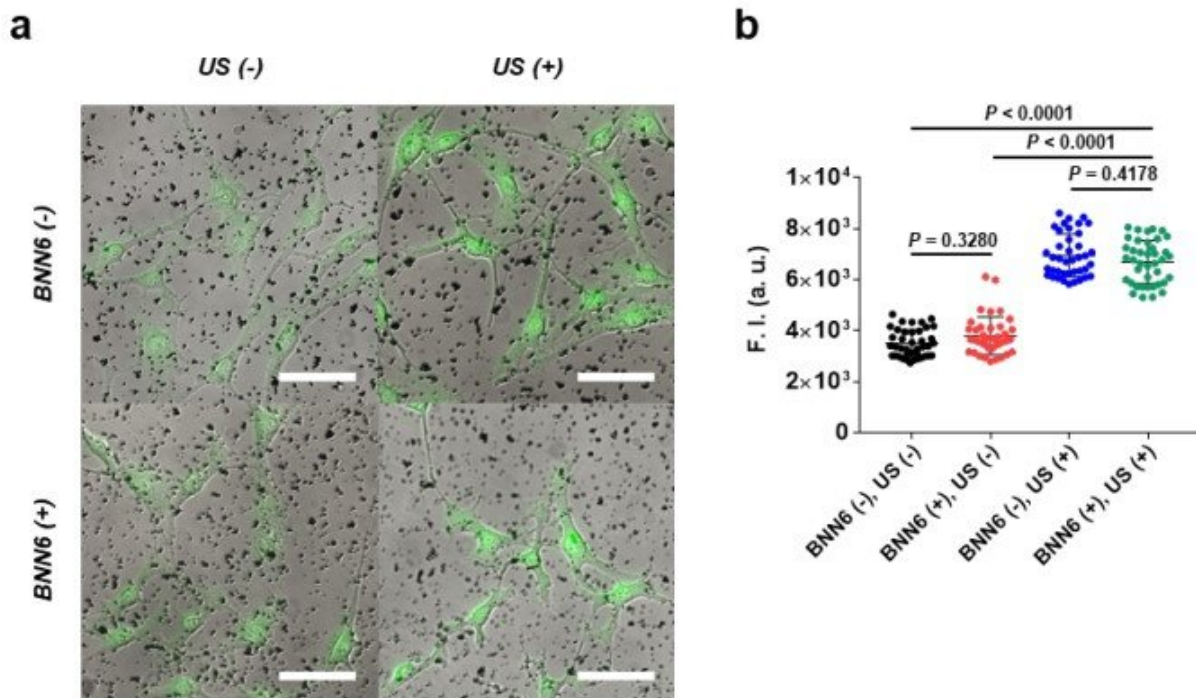 a
US (-)
US (+)
BNN6 (-)
BNN6 (+)
b
P < 0.0001
P < 0.0001
P = 0.4178
P = 0.3280
F. I. (a. u.)
1×10⁴
8×10³
6×10³
4×10³
2×10³
0
BNN6 (-), US (-)
BNN6 (+), US (-)
BNN6 (-), US (+)
BNN6 (+), US (+)